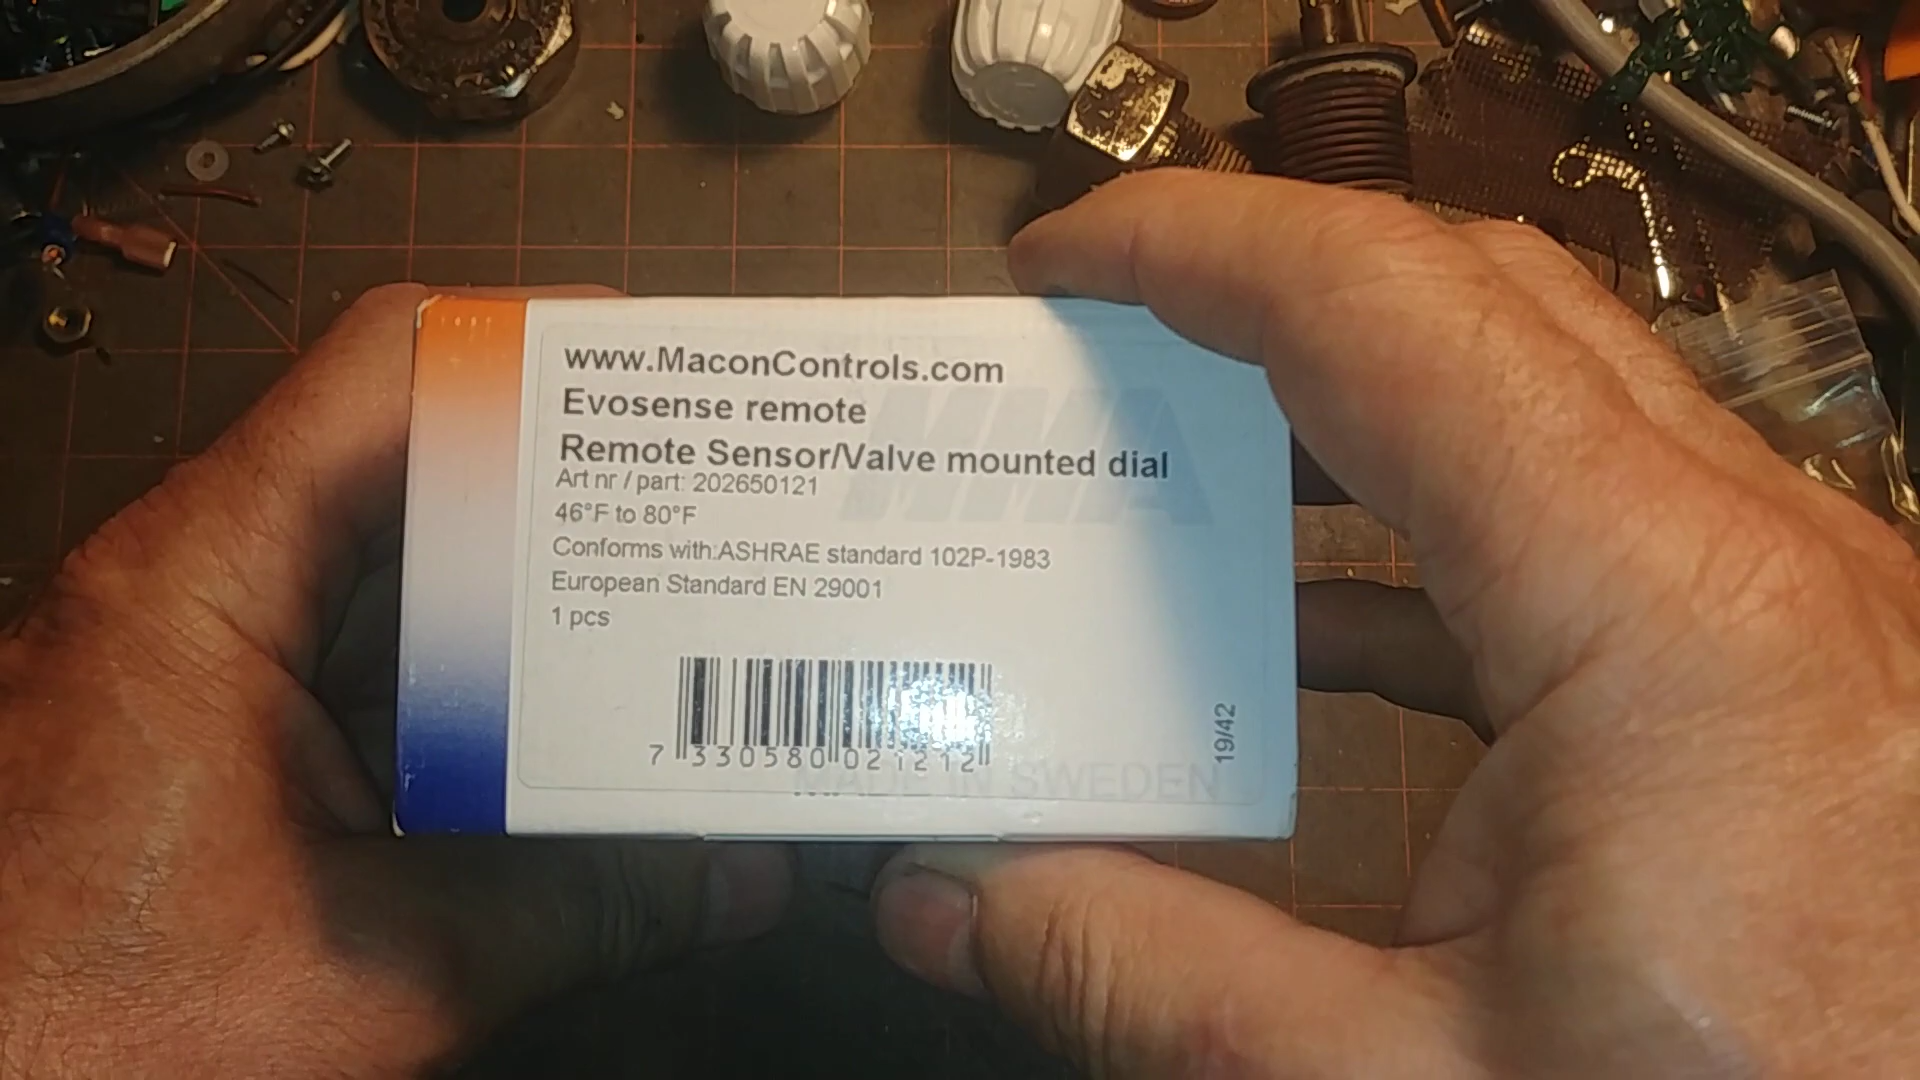 www.MaconControls.com
Evosense remote
Remote Sensor/Valve mounted dial
Art nr / part: 202650121
46°F to 80°F
Conforms with:ASHRAE standard 102P-1983
European Standard EN 29001
1 pcs
7 330580 021212
19/42
MADE IN SWEDEN
MMA